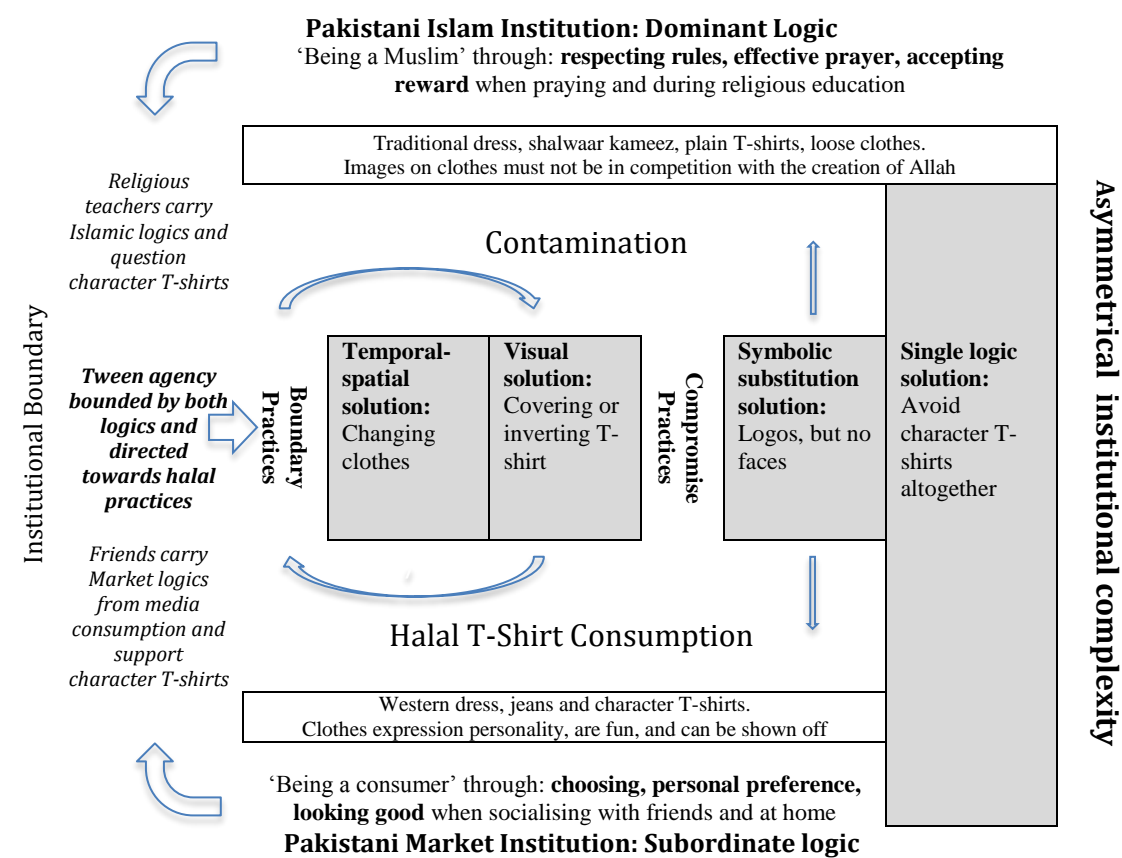 Pakistani Islam Institution: Dominant Logic
‘Being a Muslim’ through: respecting rules, effective prayer, accepting
reward when praying and during religious education
Traditional dress, shalwaar kameez, plain T-shirts, loose clothes.
Images on clothes must not be in competition with the creation of Allah
Religious
teachers carry
Islamic logics and
question
character T-shirts
Contamination
Institutional Boundary
Tween agency
bounded by both
logics and
directed
towards halal
practices
Boundary
Practices
Temporal-
spatial
solution:
Changing
clothes
Visual
solution:
Covering or
inverting T-
shirt
Compromise
Practices
Symbolic
substitution
solution:
Logos, but no
faces
Single logic
solution:
Avoid
character T-
shirts
altogether
Asymmetrical institutional complexity
Friends carry
Market logics
from media
consumption and
support
character T-shirts
Halal T-Shirt Consumption
Western dress, jeans and character T-shirts.
Clothes expression personality, are fun, and can be shown off
‘Being a consumer’ through: choosing, personal preference,
looking good when socialising with friends and at home
Pakistani Market Institution: Subordinate logic